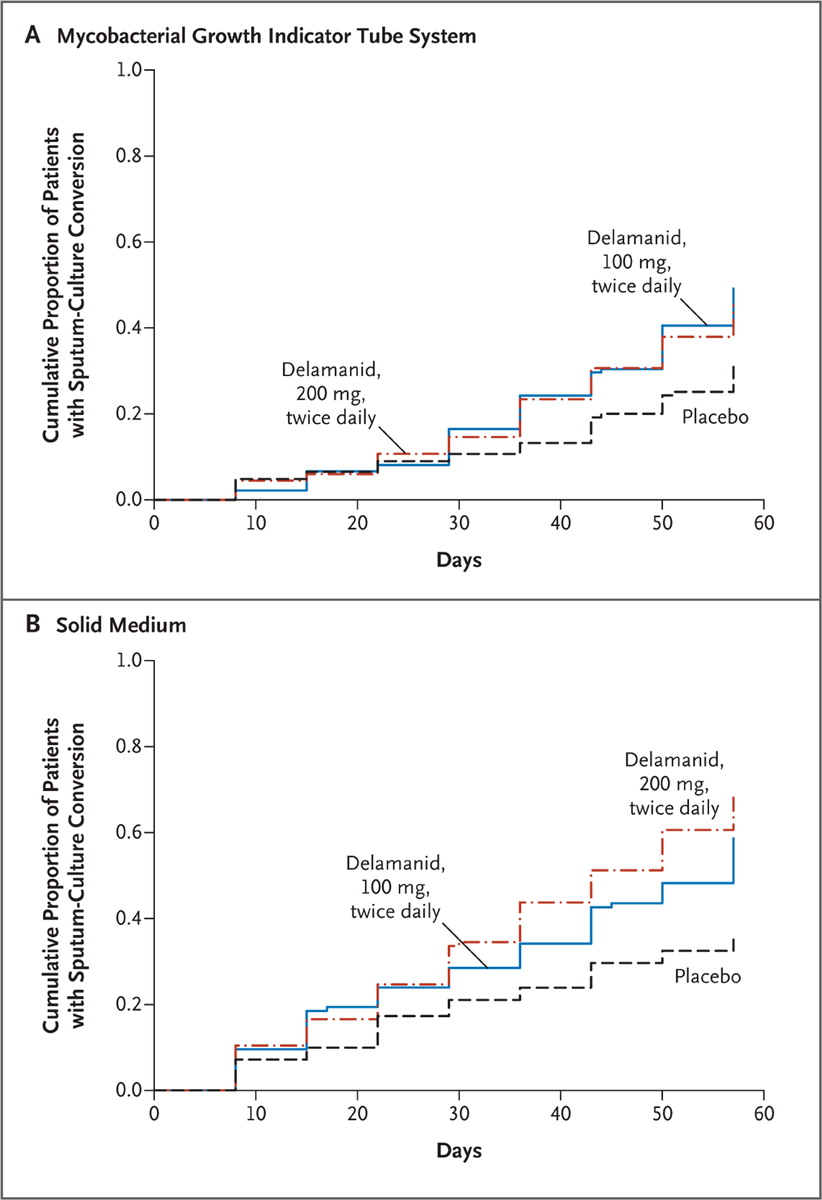 A Mycobacterial Growth Indicator Tube System
Cumulative Proportion of Patients
with Sputum-Culture Conversion
1.0
0.8
0.6
0.4
0.2
0.0
Delamanid,
200 mg,
twice daily
Delamanid,
100 mg,
twice daily
Placebo
0 10 20 30 40 50 60
Days
B Solid Medium
Cumulative Proportion of Patients
with Sputum-Culture Conversion
1.0
0.8
0.6
0.4
0.2
0.0
Delamanid,
100 mg,
twice daily
Delamanid,
200 mg,
twice daily
Placebo
0 10 20 30 40 50 60
Days